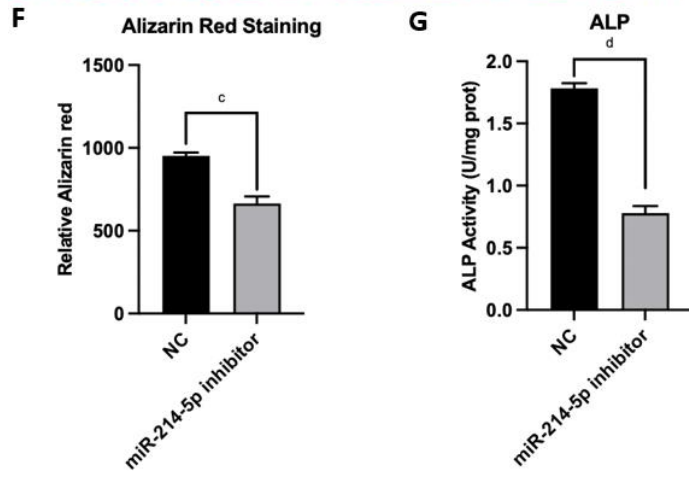 F
Alizarin Red Staining
Relative Alizarin red
1500
1000
500
0
c
NC
miR-214-5p inhibitor
G
ALP
ALP Activity (U/mg prot)
2.0
1.5
1.0
0.5
0.0
d
NC
miR-214-5p inhibitor